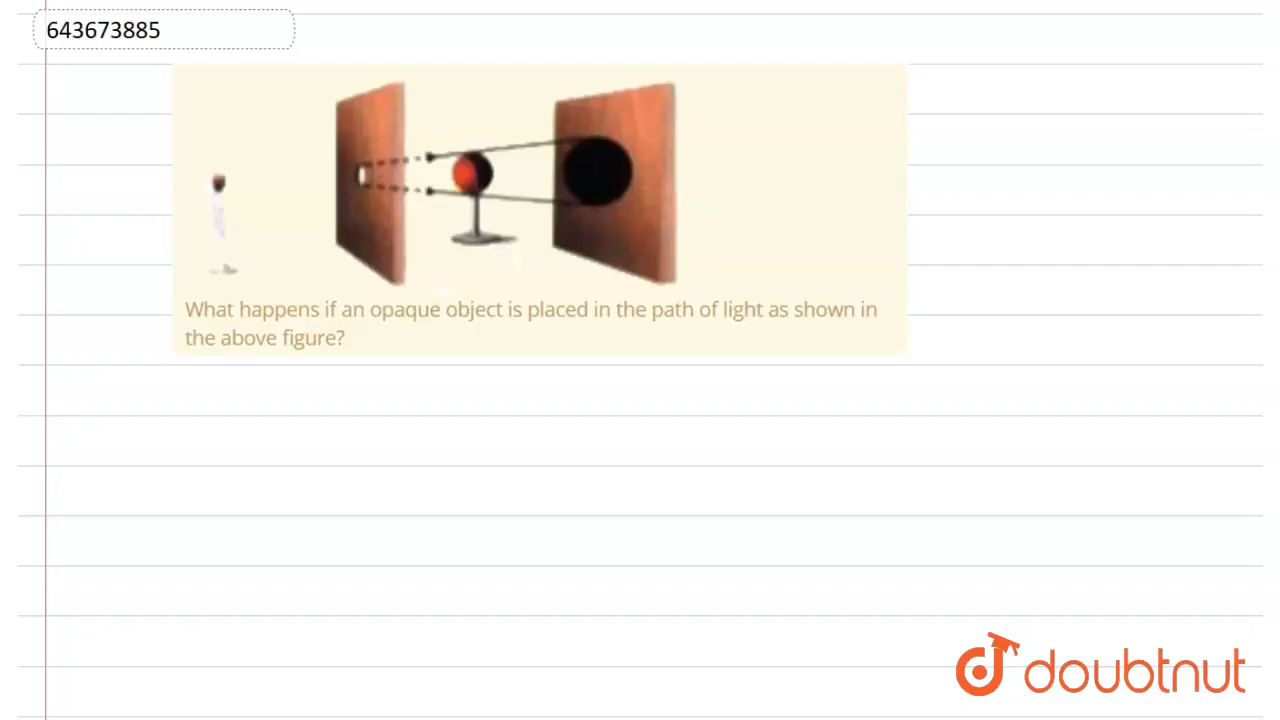 643673885
What happens if an opaque object is placed in the path of light as shown in
the above figure?
doubtnut